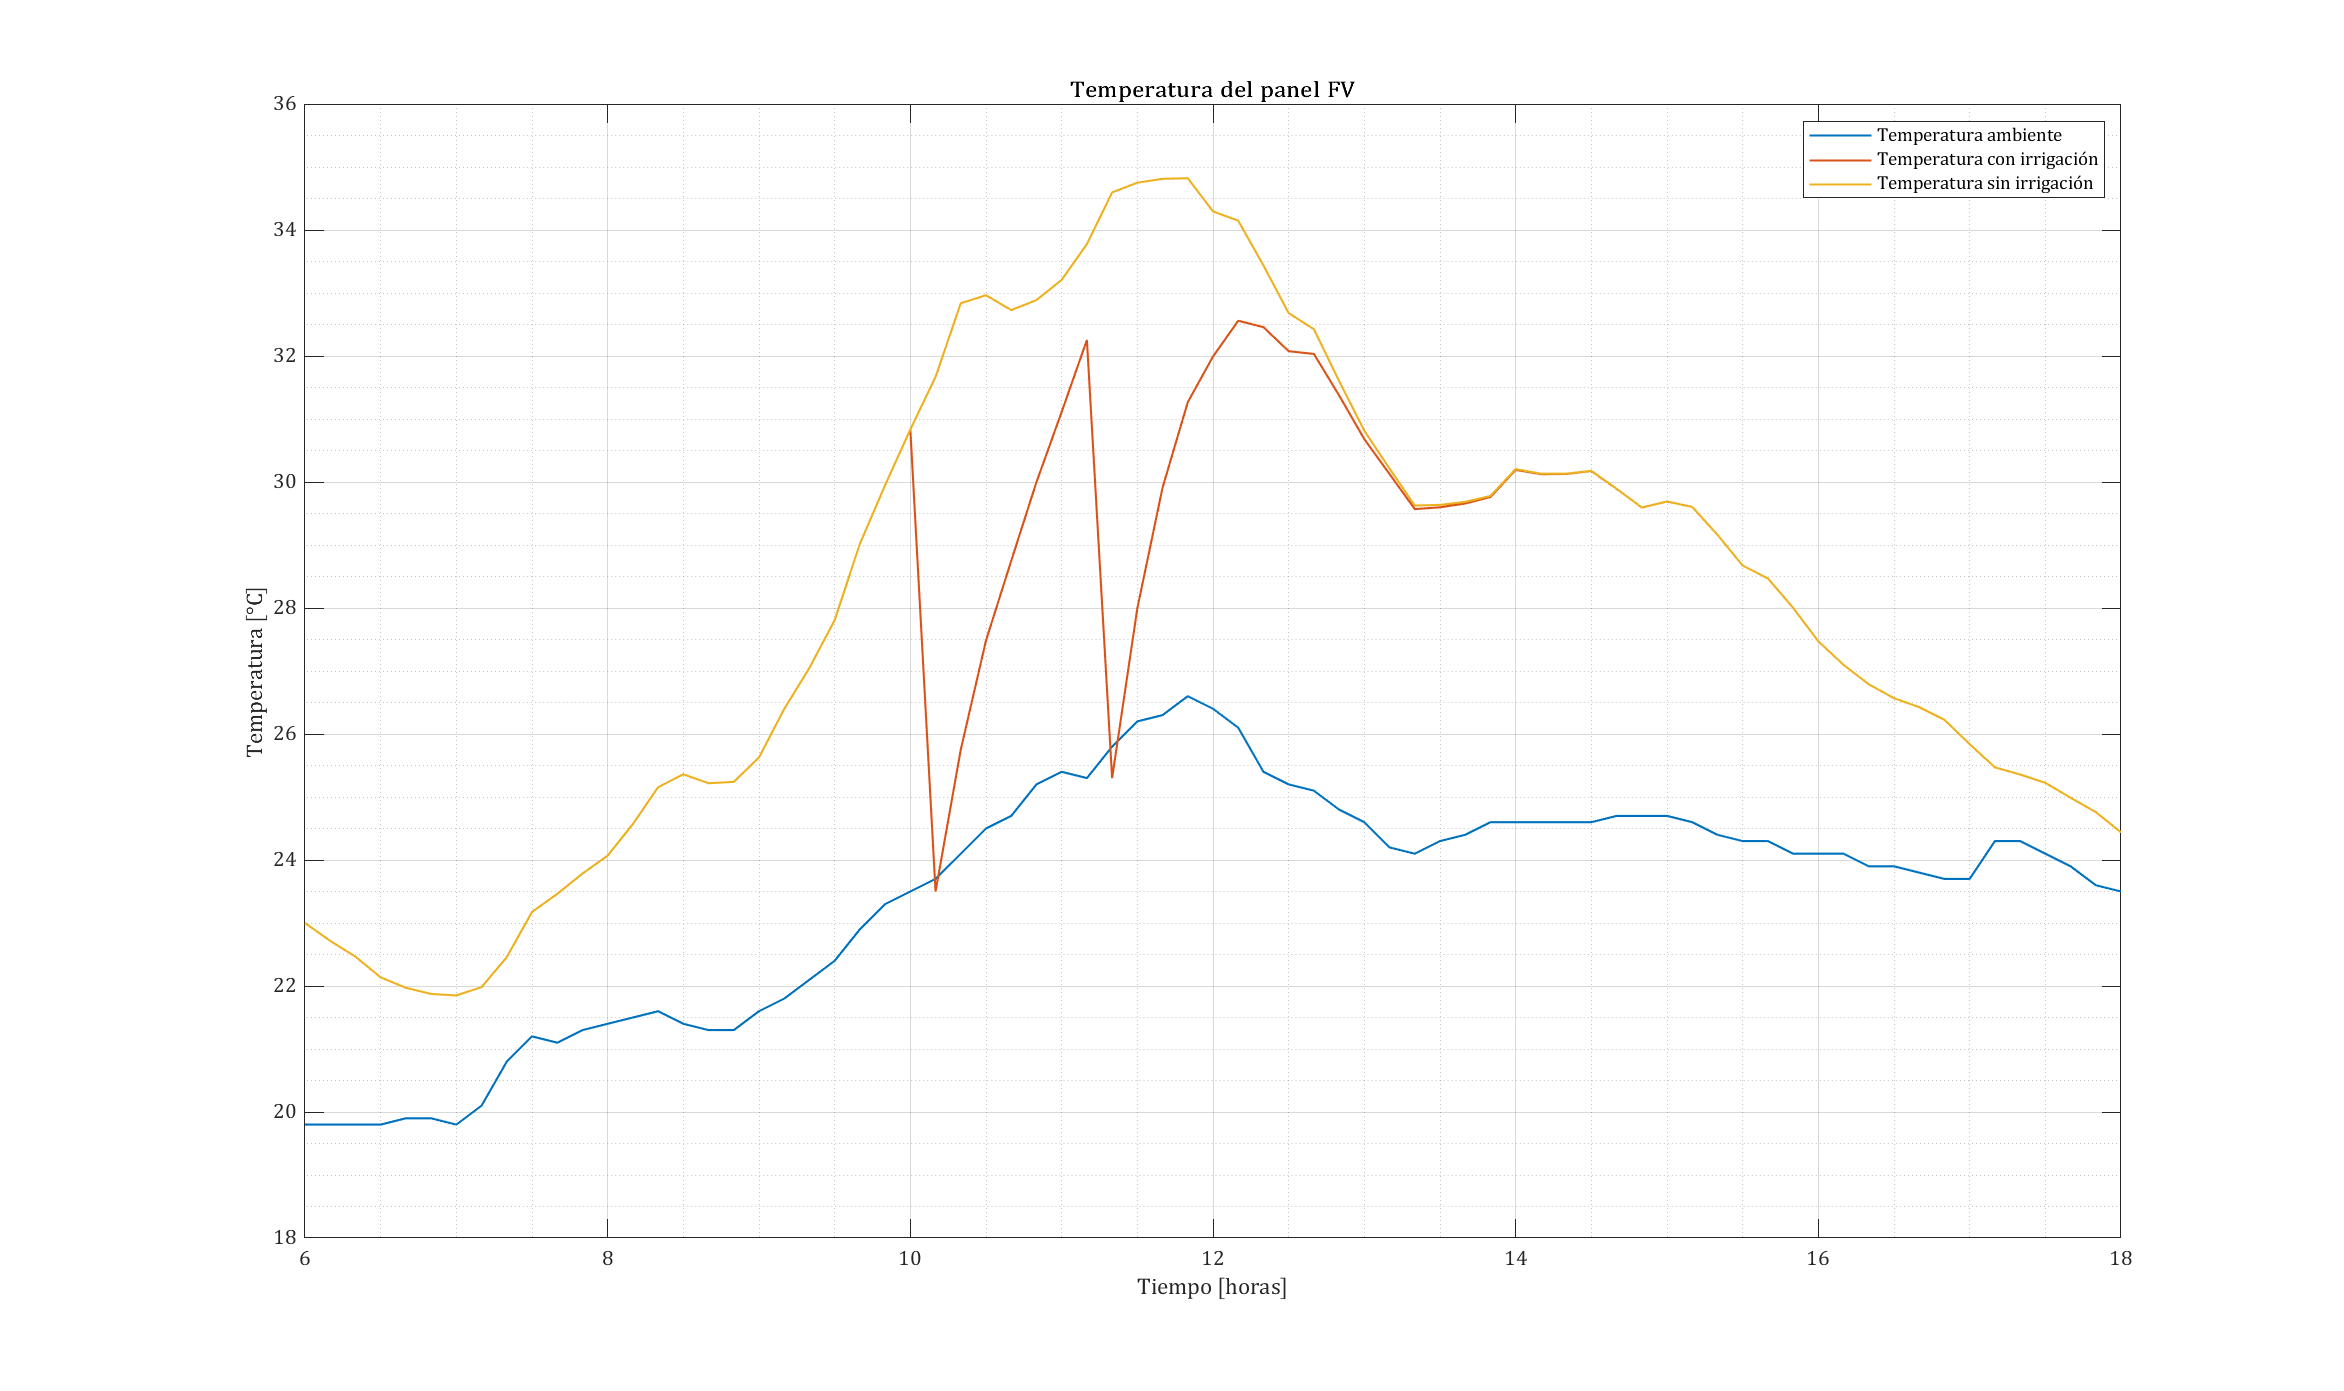 Temperatura del panel FV
36
34
32
30
28
26
24
22
20
18
Temperatura [°C]
Temperatura ambiente
Temperatura con irrigación
Temperatura sin irrigación
6 8 10 12 14 16 18
Tiempo [horas]